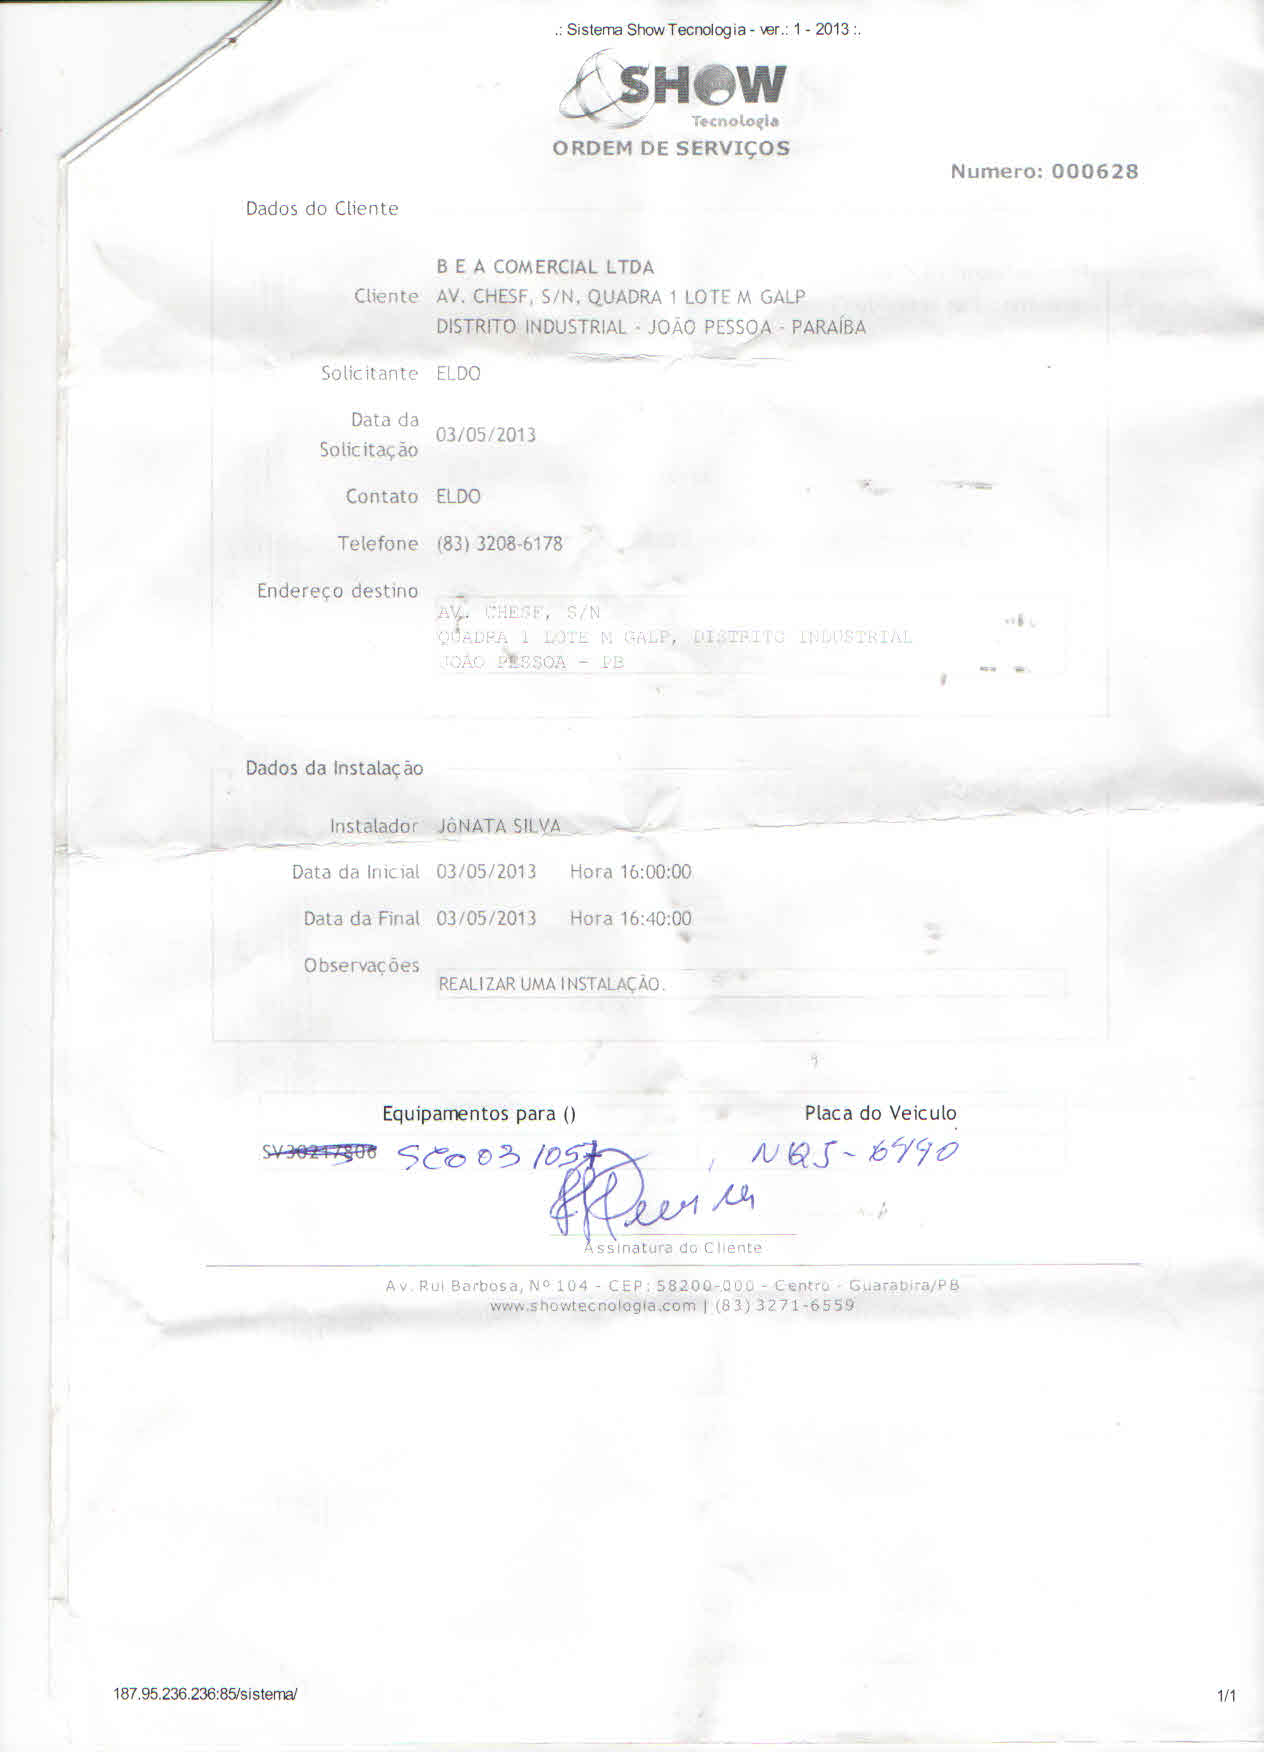 .: Sistema Show Tecnologia - ver.: 1 - 2013 :.
SHOW
Tecnologia
ORDEM DE SERVIÇOS
Numero: 000628
Dados do Cliente
B E A COMERCIAL LTDA
Cliente AV. CHESF, S/N, QUADRA 1 LOTE M GALP
DISTRITO INDUSTRIAL - JOÃO PESSOA - PARAÍBA
Solicitante ELDO
Data da Solicitação 03/05/2013
Contato ELDO
Telefone (83) 3208-6178
Endereço destino
AV. CHESF, S/N
QUADRA 1 LOTE M GALP, DISTRITO INDUSTRIAL
JOÃO PESSOA - PB
Dados da Instalação
Instalador JÔNATA SILVA
Data da Inicial 03/05/2013 Hora 16:00:00
Data da Final 03/05/2013 Hora 16:40:00
Observações
REALIZAR UMA INSTALAÇÃO.
Equipamentos para () Placa do Veiculo
SC0031057 NQJ-6490
Assinatura do Cliente
Av. Rui Barbosa, Nº 104 - CEP: 58200-000 - Centro - Guarabira/PB
www.showtecnologia.com | (83) 3271-6559
187.95.236.236:85/sistema/ 1/1